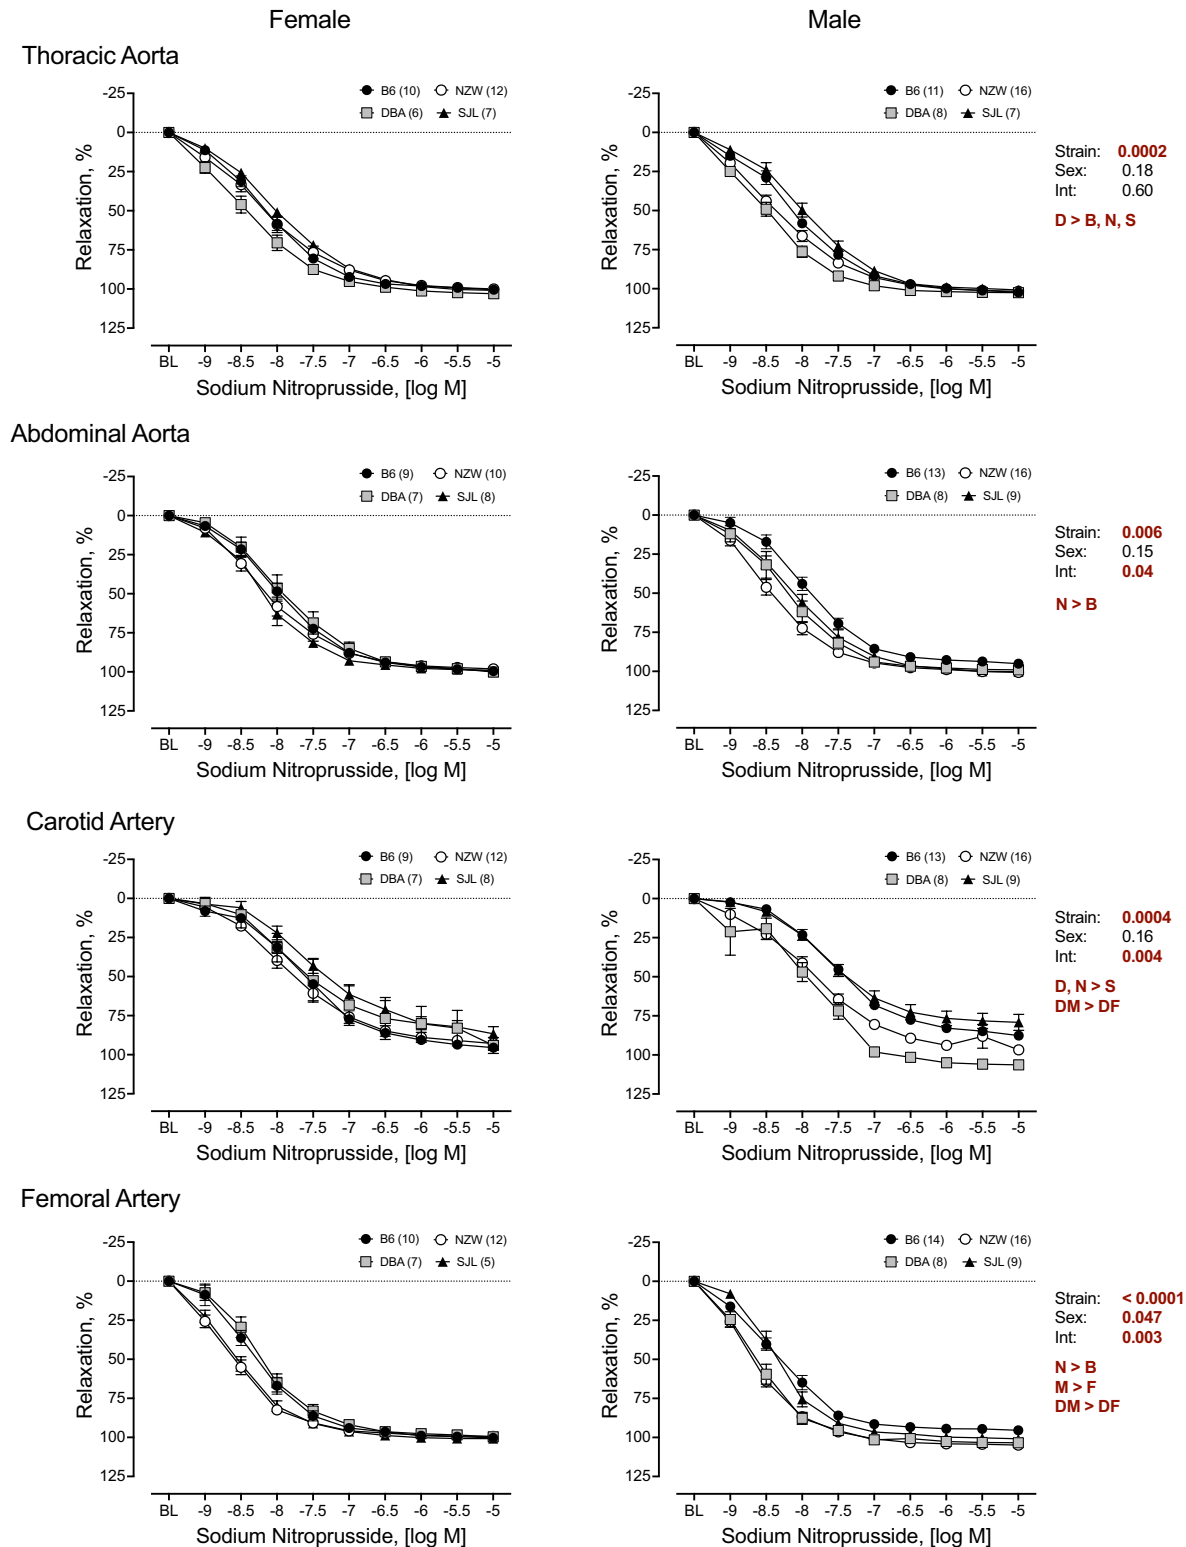 Female
Male
Thoracic Aorta
B6 (10) NZW (12)
DBA (6) SJL (7)
-25
0
25
50
75
100
125
Relaxation, %
BL -9 -8.5 -8 -7.5 -7 -6.5 -6 -5.5 -5
Sodium Nitroprusside, [log M]
B6 (11) NZW (16)
DBA (8) SJL (7)
-25
0
25
50
75
100
125
Relaxation, %
BL -9 -8.5 -8 -7.5 -7 -6.5 -6 -5.5 -5
Sodium Nitroprusside, [log M]
Strain: 0.0002
Sex: 0.18
Int: 0.60
D > B, N, S
Abdominal Aorta
B6 (9) NZW (10)
DBA (7) SJL (8)
-25
0
25
50
75
100
125
Relaxation, %
BL -9 -8.5 -8 -7.5 -7 -6.5 -6 -5.5 -5
Sodium Nitroprusside, [log M]
B6 (13) NZW (16)
DBA (8) SJL (9)
-25
0
25
50
75
100
125
Relaxation, %
BL -9 -8.5 -8 -7.5 -7 -6.5 -6 -5.5 -5
Sodium Nitroprusside, [log M]
Strain: 0.006
Sex: 0.15
Int: 0.04
N > B
Carotid Artery
B6 (9) NZW (12)
DBA (7) SJL (8)
-25
0
25
50
75
100
125
Relaxation, %
BL -9 -8.5 -8 -7.5 -7 -6.5 -6 -5.5 -5
Sodium Nitroprusside, [log M]
B6 (13) NZW (16)
DBA (8) SJL (9)
-25
0
25
50
75
100
125
Relaxation, %
BL -9 -8.5 -8 -7.5 -7 -6.5 -6 -5.5 -5
Sodium Nitroprusside, [log M]
Strain: 0.0004
Sex: 0.16
Int: 0.004
D, N > S
DM > DF
Femoral Artery
B6 (10) NZW (12)
DBA (7) SJL (5)
-25
0
25
50
75
100
125
Relaxation, %
BL -9 -8.5 -8 -7.5 -7 -6.5 -6 -5.5 -5
Sodium Nitroprusside, [log M]
B6 (14) NZW (16)
DBA (8) SJL (9)
-25
0
25
50
75
100
125
Relaxation, %
BL -9 -8.5 -8 -7.5 -7 -6.5 -6 -5.5 -5
Sodium Nitroprusside, [log M]
Strain: < 0.0001
Sex: 0.047
Int: 0.003
N > B
M > F
DM > DF